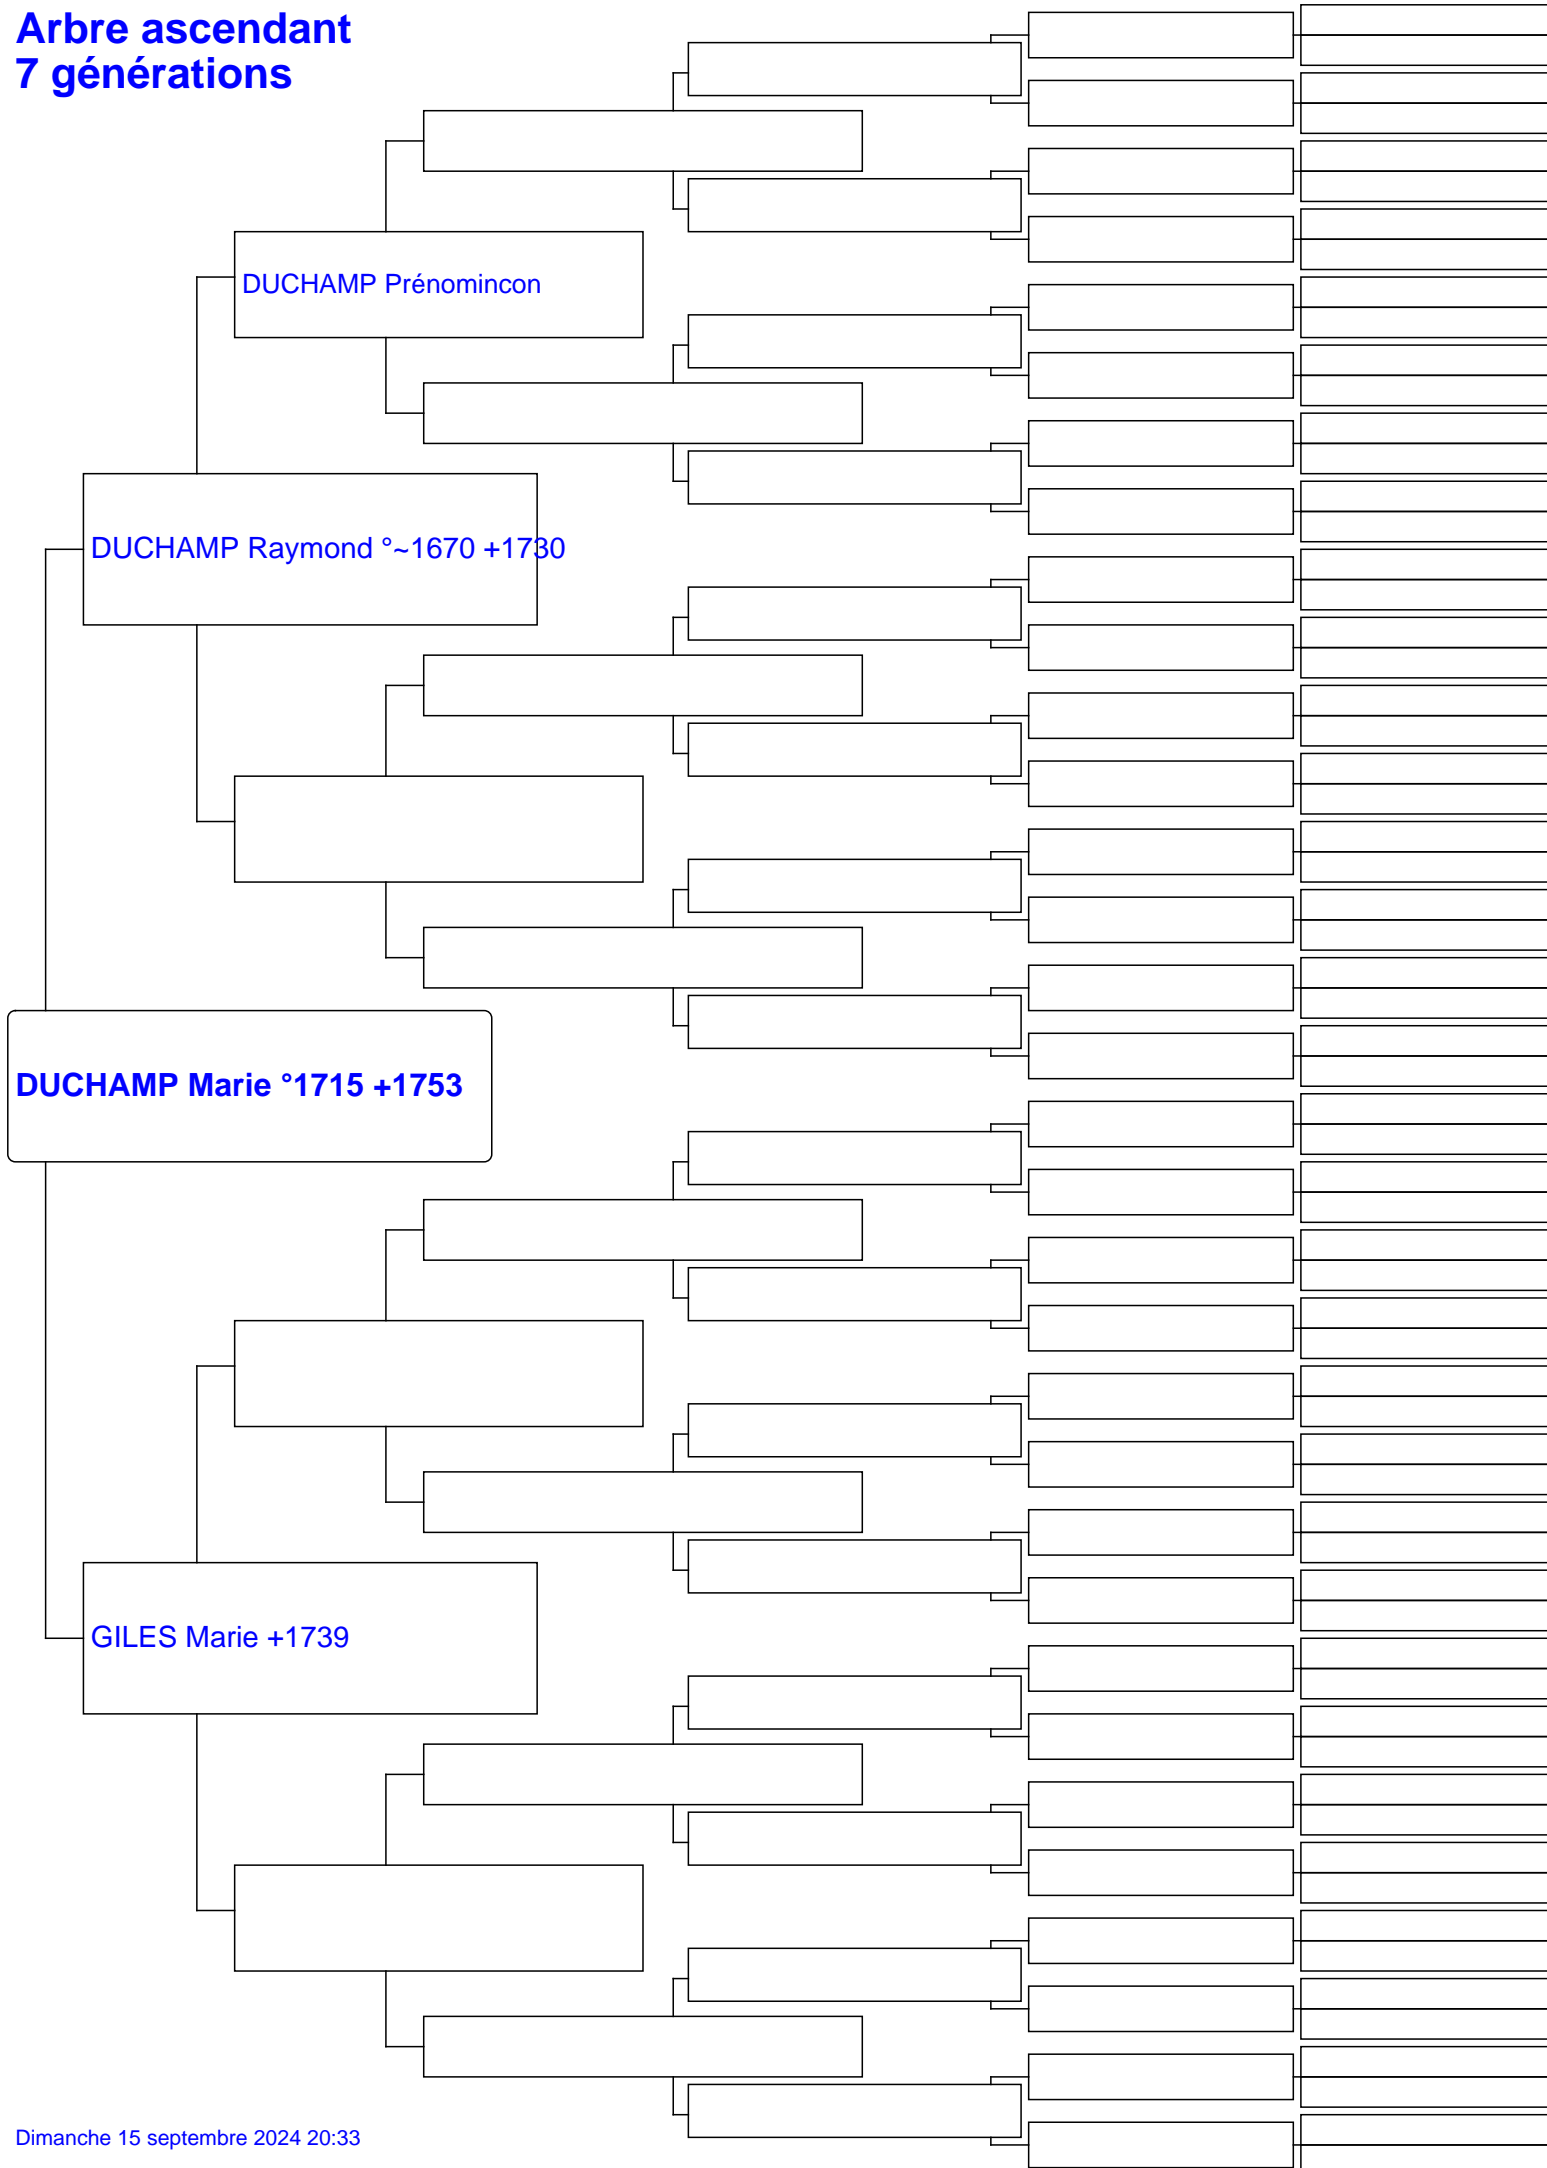 Arbre ascendant
7 générations
DUCHAMP Prénomincon
DUCHAMP Raymond °~1670 +1730
DUCHAMP Marie °1715 +1753
GILES Marie +1739
Dimanche 15 septembre 2024 20:33